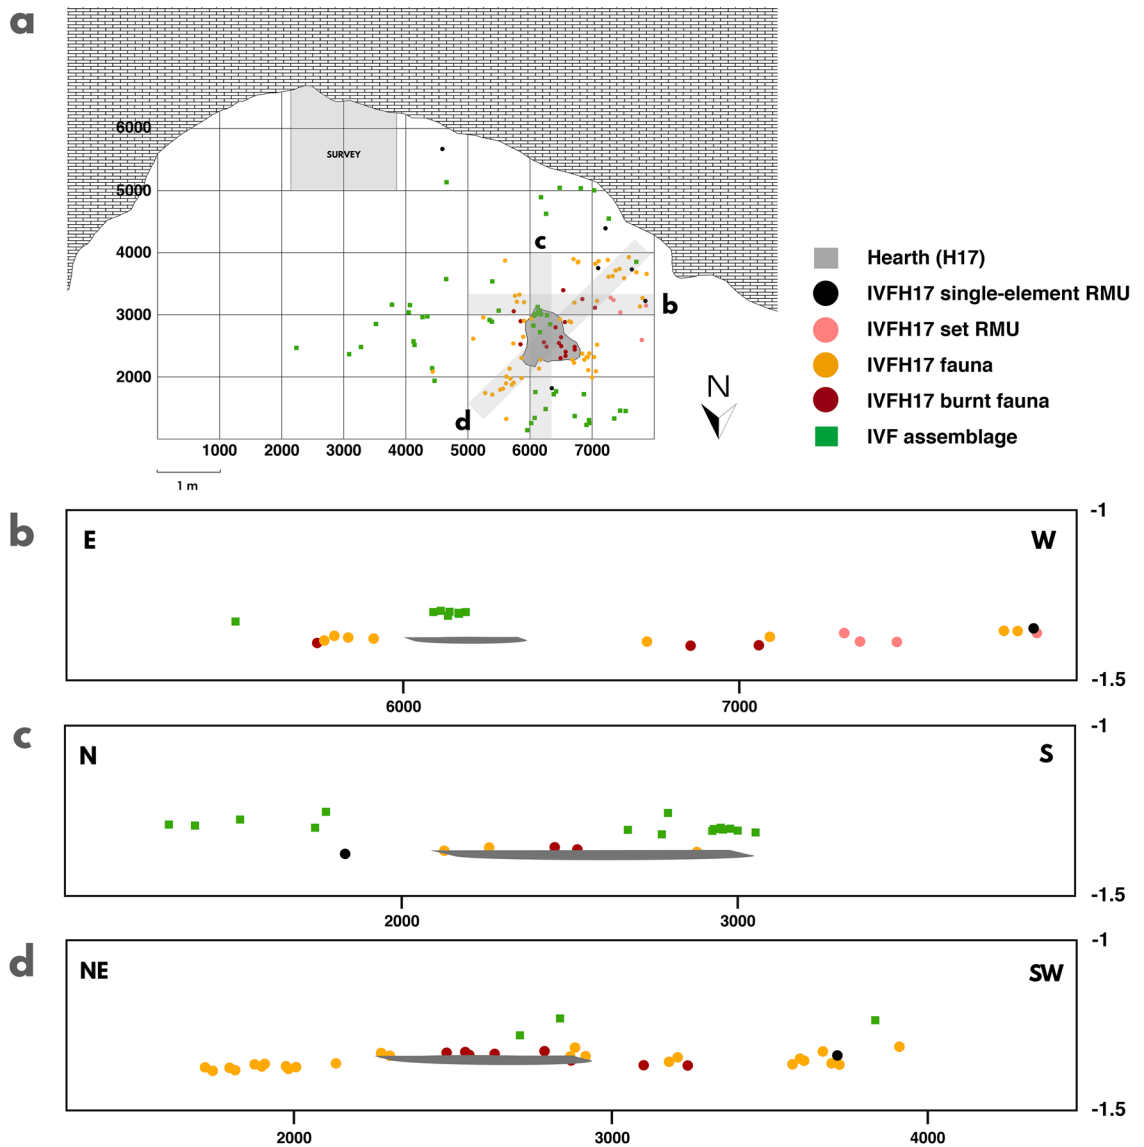 a
6000
SURVEY
5000
4000
c
3000
b
2000
d
1000 2000 3000 4000 5000 6000 7000
1 m
N
Hearth (H17)
IVFH17 single-element RMU
IVFH17 set RMU
IVFH17 fauna
IVFH17 burnt fauna
IVF assemblage
b
E
W
-1
-1.5
6000 7000
c
N
S
-1
-1.5
2000 3000
d
NE
SW
-1
-1.5
2000 3000 4000